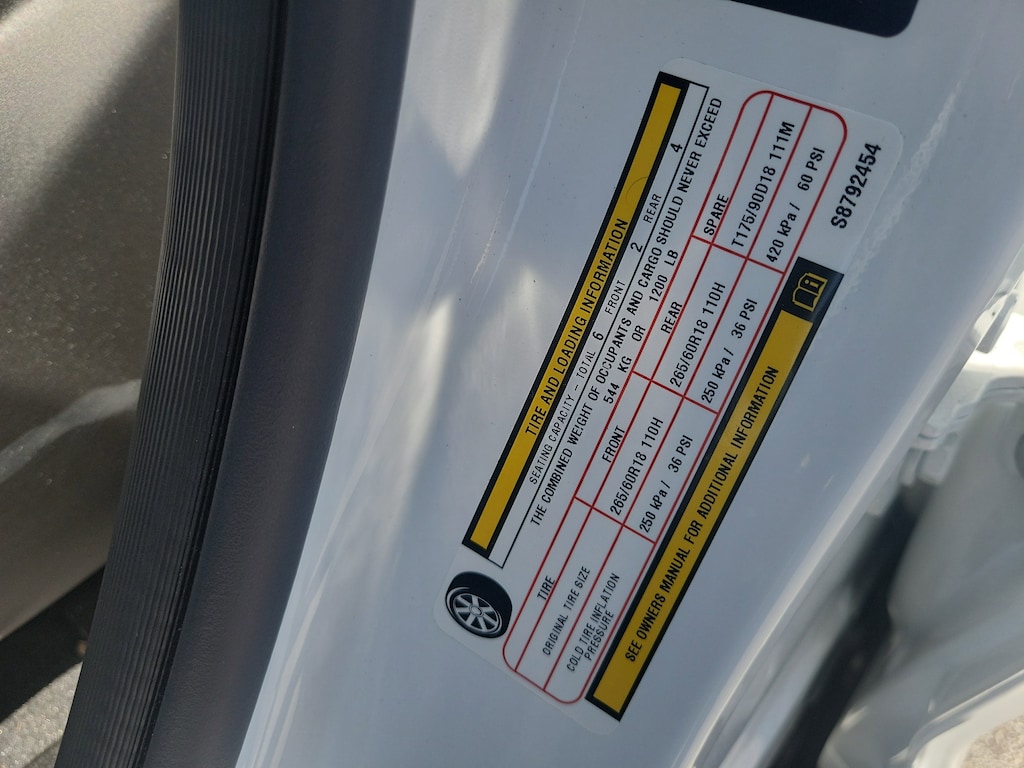 TIRE AND LOADING INFORMATION
SEATING CAPACITY – TOTAL 6 FRONT 2 REAR 4
THE COMBINED WEIGHT OF OCCUPANTS AND CARGO SHOULD NEVER EXCEED
544 KG OR 1200 LB
TIRE FRONT REAR SPARE
ORIGINAL TIRE SIZE 265/60R18 110H 265/60R18 110H T175/90D18 111M
COLD TIRE INFLATION
PRESSURE 250 kPa / 36 PSI 250 kPa / 36 PSI 420 kPa / 60 PSI
SEE OWNERS MANUAL FOR ADDITIONAL INFORMATION
S8792454